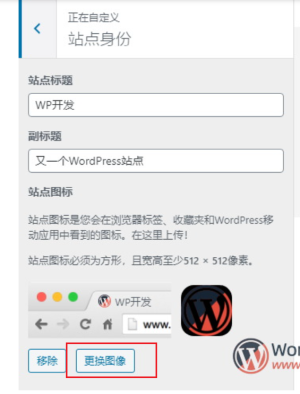 正在自定义
站点身份
站点标题
WP开发
副标题
又一个WordPress站点
站点图标
站点图标是您会在浏览器标签、收藏夹和WordPress移
动应用中看到的图标。在这里上传！
站点图标必须为方形，且宽高至少512 × 512像素。
WP开发
www.
移除
更换图像
Wor
www